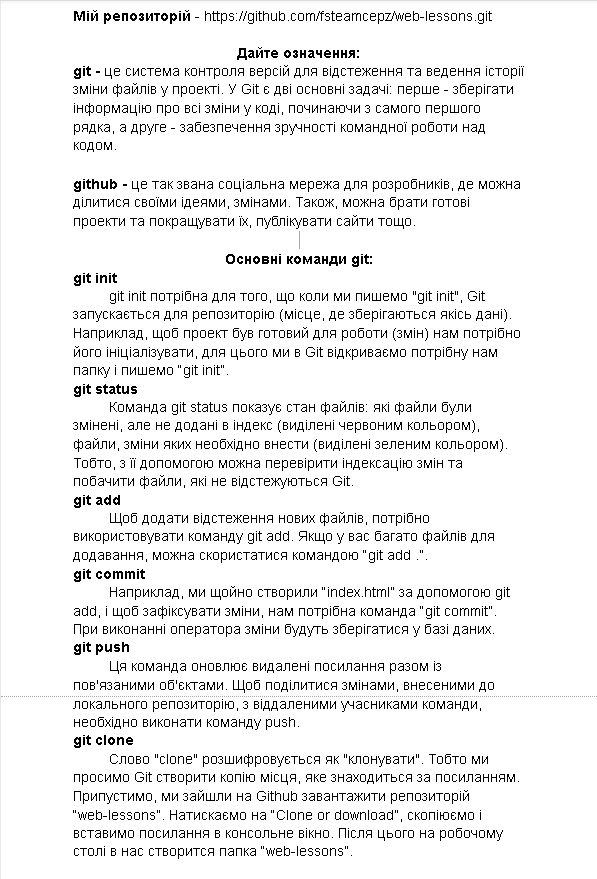 Мій репозиторій - https://github.com/fsteamcepz/web-lessons.git
Дайте означення:
git - це система контроля версій для відстеження та ведення історії
зміни файлів у проекті. У Git є дві основні задачі: перше - зберігати
інформацію про всі зміни у коді, починаючи з самого першого
рядка, а друге - забезпечення зручності командної роботи над
кодом.
github - це так звана соціальна мережа для розробників, де можна
ділитися своїми ідеями, змінами. Також, можна брати готові
проекти та покращувати їх, публікувати сайти тощо.
Основні команди git:
git init
git init потрібна для того, що коли ми пишемо "git init", Git
запускається для репозиторію (місце, де зберігаються якісь дані).
Наприклад, щоб проект був готовий для роботи (змін) нам потрібно
його ініціалізувати, для цього ми в Git відкриваємо потрібну нам
папку і пишемо "git init".
git status
Команда git status показує стан файлів: які файли були
змінені, але не додані в індекс (виділені червоним кольором),
файли, зміни яких необхідно внести (виділені зеленим кольором).
Тобто, з її допомогою можна перевірити індексацію змін та
побачити файли, які не відстежуються Git.
git add
Щоб додати відстеження нових файлів, потрібно
використовувати команду git add. Якщо у вас багато файлів для
додавання, можна скористатися командою "git add .".
git commit
Наприклад, ми щойно створили "index.html" за допомогою git
add, і щоб зафіксувати зміни, нам потрібна команда "git commit".
При виконанні оператора зміни будуть зберігатися у базі даних.
git push
Ця команда оновлює видалені посилання разом із
пов'язаними об'єктами. Щоб поділитися змінами, внесеними до
локального репозиторію, з віддаленими учасниками команди,
необхідно виконати команду push.
git clone
Слово "clone" розшифровується як "клонувати". Тобто ми
просимо Git створити копію місця, яке знаходиться за посиланням.
Припустимо, ми зайшли на Github завантажити репозиторій
"web-lessons". Натискаємо на "Clone or download", скопіюємо і
вставимо посилання в консольне вікно. Після цього на робочому
столі в нас створится папка "web-lessons".